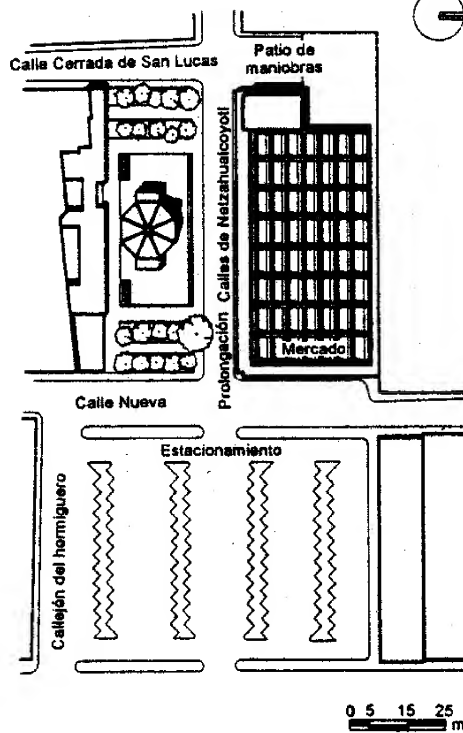 Calle Cerrada de San Lucas
Patio de
maniobras
Prolongación Calles de Netzahualcoyotl
Mercado
Calle Nueva
Estacionamiento
Callejón del hormiguero
0 5 15 25
m